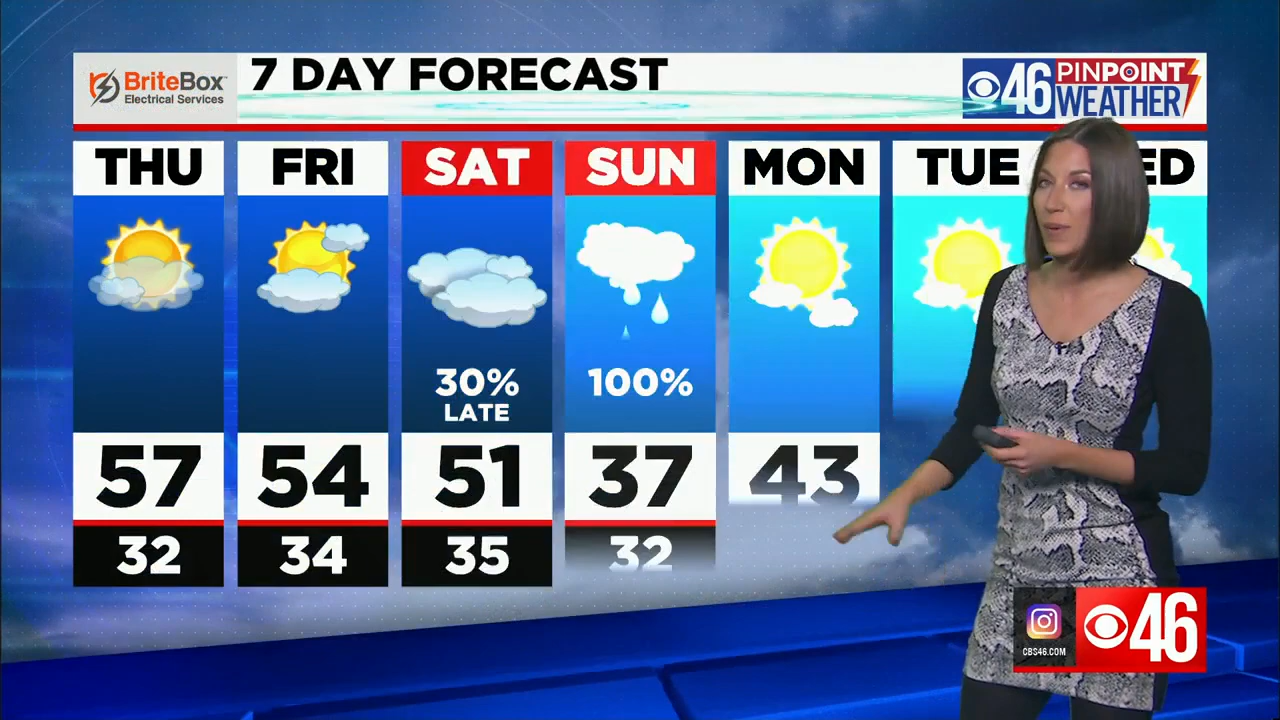 BriteBox™
Electrical Services
7 DAY FORECAST
46 PINPOINT
WEATHER
THU FRI SAT SUN MON TUE
30% 100%
LATE
57 54 51 37 43
32 34 35 32
CBS46.COM
46